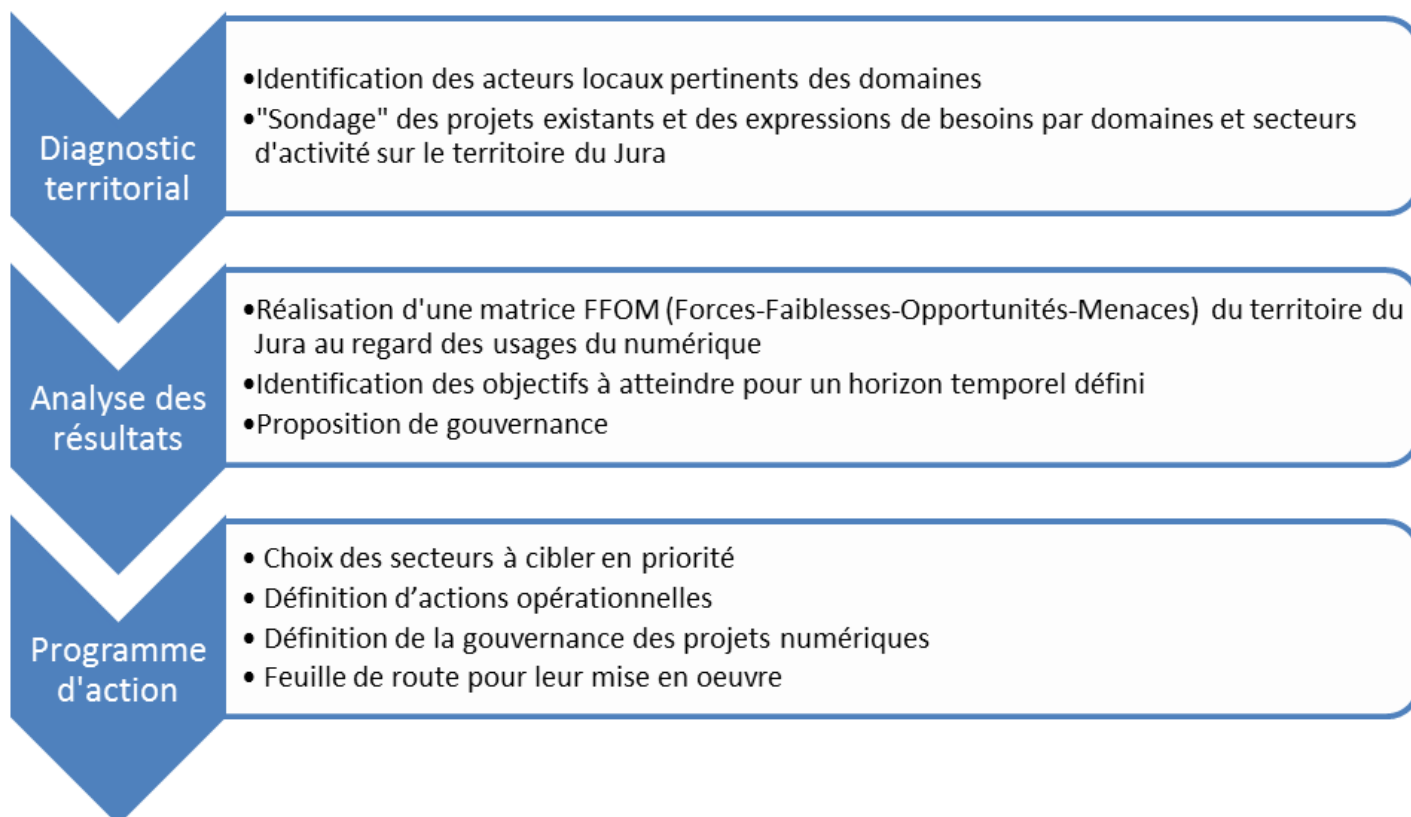 Diagnostic
territorial
•Identification des acteurs locaux pertinents des domaines
•"Sondage" des projets existants et des expressions de besoins par domaines et secteurs
d'activité sur le territoire du Jura
Analyse des
résultats
•Réalisation d'une matrice FFOM (Forces-Faiblesses-Opportunités-Menaces) du territoire du
Jura au regard des usages du numérique
•Identification des objectifs à atteindre pour un horizon temporel défini
•Proposition de gouvernance
Programme
d'action
• Choix des secteurs à cibler en priorité
• Définition d’actions opérationnelles
• Définition de la gouvernance des projets numériques
• Feuille de route pour leur mise en oeuvre